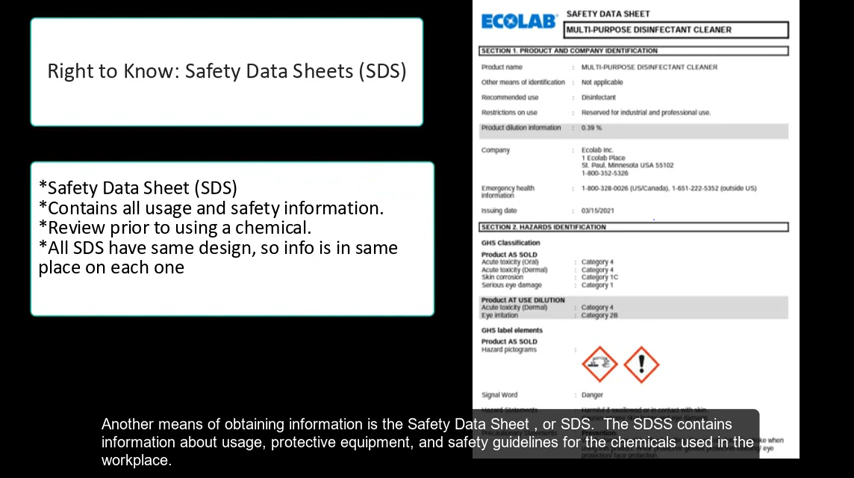 Right to Know: Safety Data Sheets (SDS)
*Safety Data Sheet (SDS)
*Contains all usage and safety information.
*Review prior to using a chemical.
*All SDS have same design, so info is in same
place on each one
ECOLAB
SAFETY DATA SHEET
MULTI-PURPOSE DISINFECTANT CLEANER
SECTION 1. PRODUCT AND COMPANY IDENTIFICATION
Product name : MULTI-PURPOSE DISINFECTANT CLEANER
Other means of identification : Not applicable
Recommended use : Disinfectant
Restrictions on use : Reserved for industrial and professional use.
Product dilution information : 0.39 %
Company : Ecolab Inc.
1 Ecolab Place
St. Paul, Minnesota USA 55102
1-800-352-5326
Emergency health : 1-800-328-0026 (US/Canada), 1-651-222-5352 (outside US)
information
Issuing date : 03/15/2021
SECTION 2. HAZARDS IDENTIFICATION
GHS Classification
Product AS SOLD
Acute toxicity (Oral) : Category 4
Acute toxicity (Dermal) : Category 4
Skin corrosion : Category 1C
Serious eye damage : Category 1
Product AT USE DILUTION
Acute toxicity (Dermal) : Category 4
Eye irritation : Category 2B
GHS label elements
Product AS SOLD
Hazard pictograms :
Signal Word : Danger
Another means of obtaining information is the Safety Data Sheet , or SDS. The SDSS contains
information about usage, protective equipment, and safety guidelines for the chemicals used in the
workplace.